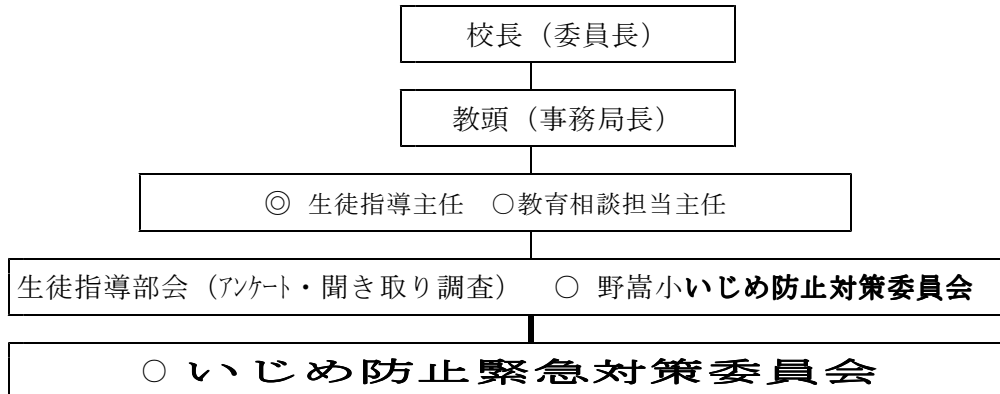 校長（委員長）
教頭（事務局長）
◎ 生徒指導主任 ○教育相談担当主任
生徒指導部会（ｱﾝｹｰﾄ・聞き取り調査） ○ 野嵩小いじめ防止対策委員会
○ いじめ防止緊急対策委員会